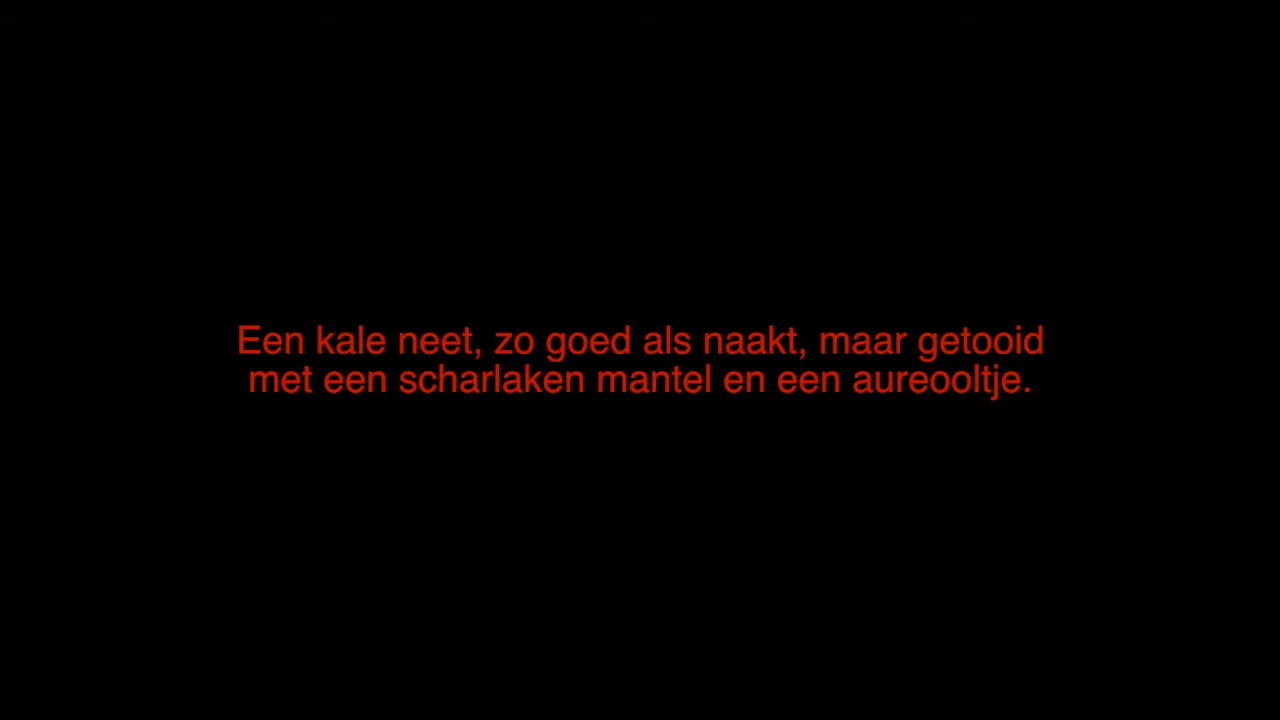 Een kale neet, zo goed als naakt, maar getooid
met een scharlaken mantel en een aureooltje.